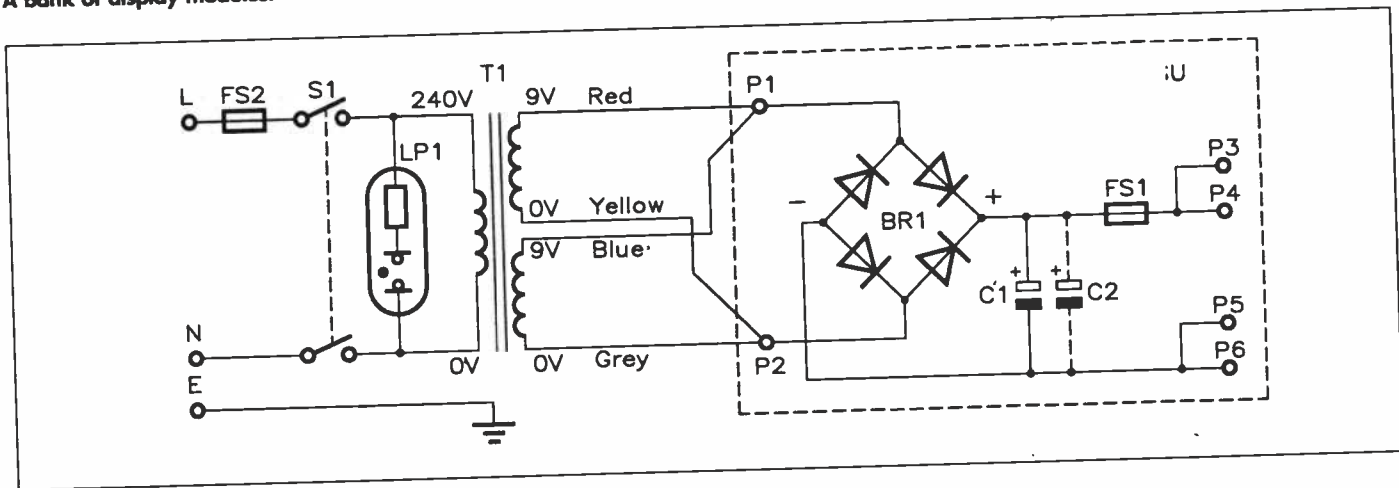 T1
L
FS2
S1
240V
9V
Red
P1
LP1
P3
FS1
P4
0V
Yellow
-
BR1
+
9V
Blue
+
C1
+
C2
P5
N
P6
0V
0V
Grey
P2
E